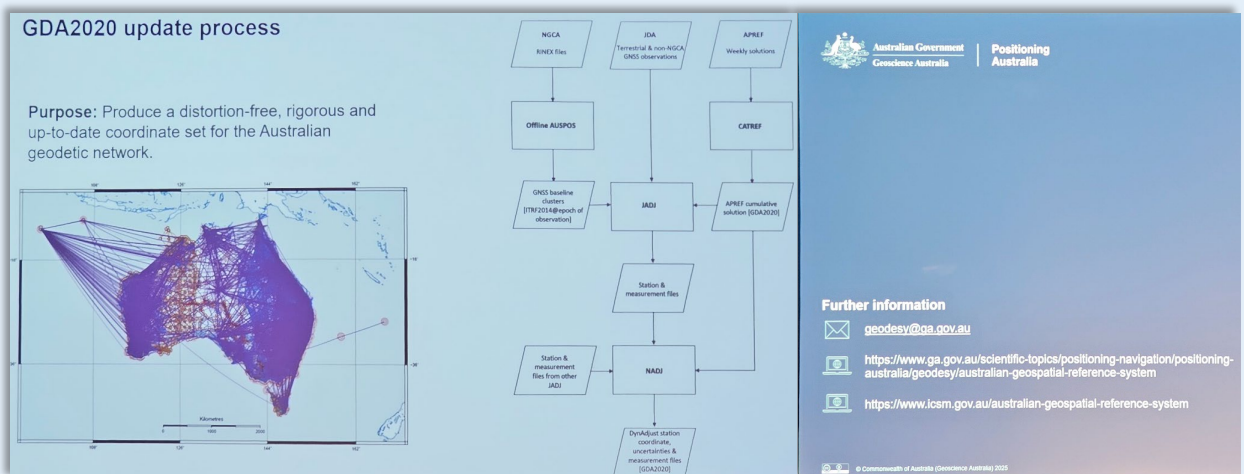 GDA2020 update process
Purpose: Produce a distortion-free, rigorous and
up-to-date coordinate set for the Australian
geodetic network.
Kilometres
0 1000 2000
NGCA
RINEX files
JDA
Terrestrial & non-NGCA
GNSS observations
APREF
Weekly solutions
Offline AUSPOS
CATREF
GNSS baseline
clusters
[ITRF2014@epoch of
observation]
JADJ
APREF cumulative
solution [GDA2020]
Station &
measurement files
Station &
measurement
files from other
JADJ
NADJ
DynAdjust station
coordinate,
uncertainties &
measurement files
[GDA2020]
Australian Government
Geoscience Australia
Positioning
Australia
Further information
geodesy@ga.gov.au
https://www.ga.gov.au/scientific-topics/positioning-navigation/positioning-
australia/geodesy/australian-geospatial-reference-system
https://www.icsm.gov.au/australian-geospatial-reference-system
© Commonwealth of Australia (Geoscience Australia) 2025